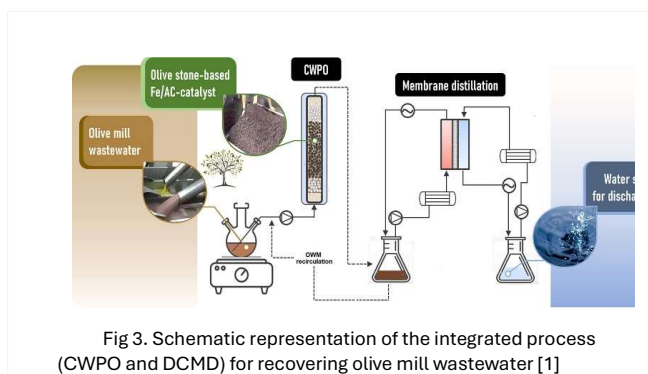 Olive stone-based
Fe/AC-catalyst
CWPO
Membrane distillation
Olive mill
wastewater
Water
for
OWM
recirculation
Fig 3. Schematic representation of the integrated process
(CWPO and DCMD) for recovering olive mill wastewater [1]